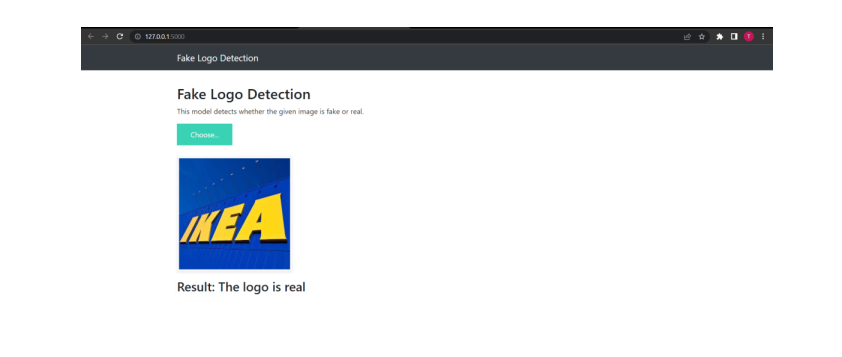 127.0.0.1:5000
Fake Logo Detection
Fake Logo Detection
This model detects whether the given image is fake or real.
Choose...
IKEA
Result: The logo is real